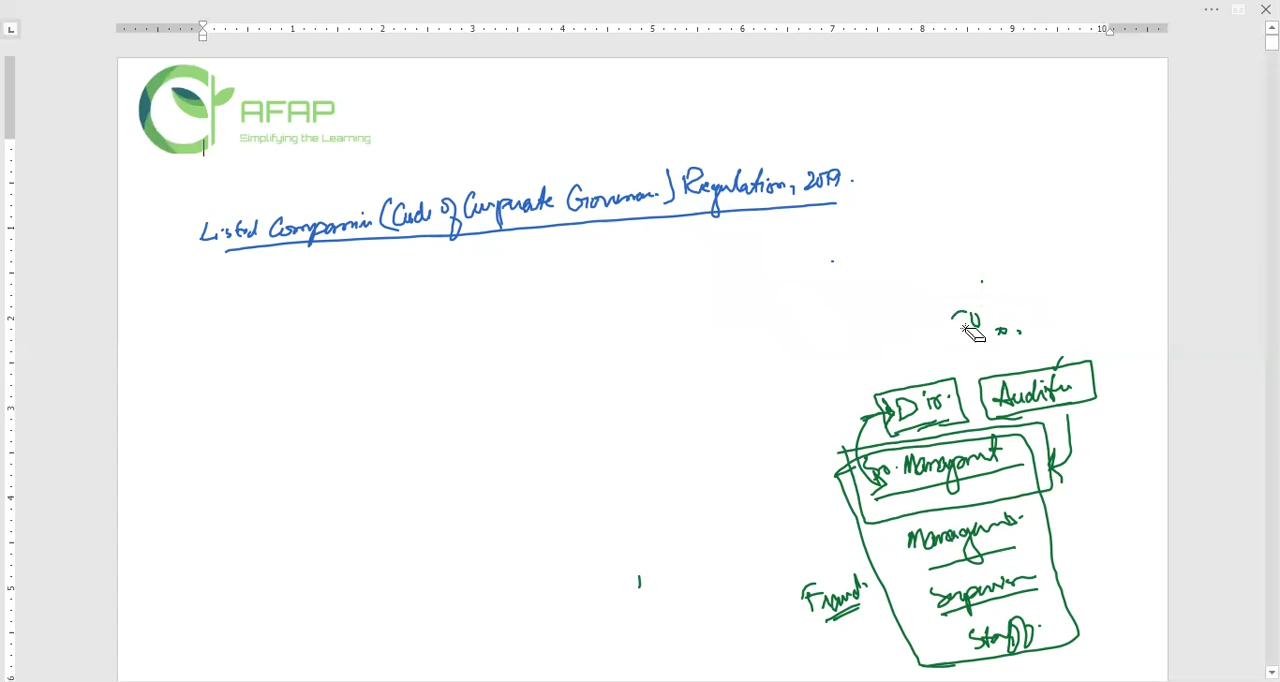 AFAP
Simplifying the Learning
Listed Companies (Code of Corporate Governance) Regulation, 2019.
Dir. Auditor
Sr. Management
Management.
Supervisor
Fraud.
Staff.